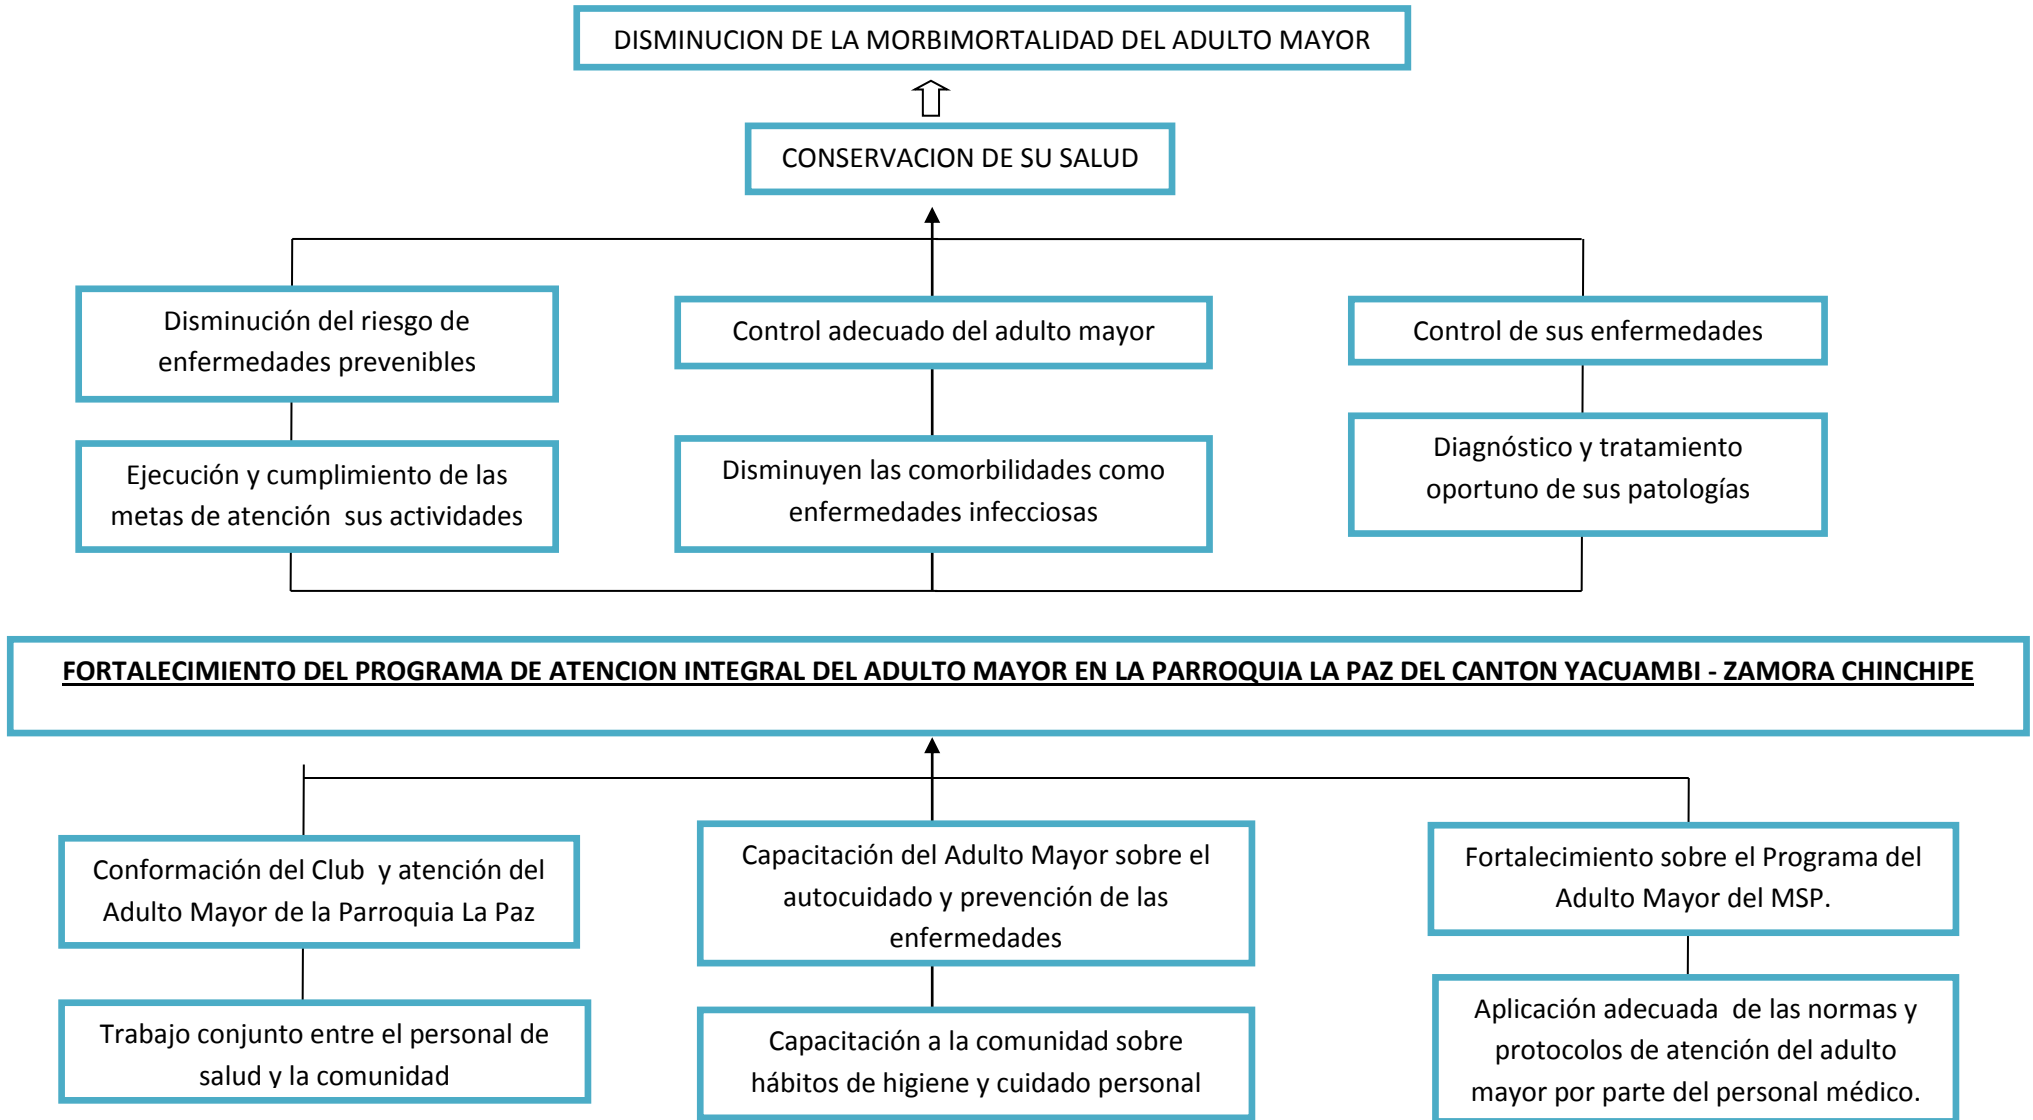 DISMINUCION DE LA MORBIMORTALIDAD DEL ADULTO MAYOR
CONSERVACION DE SU SALUD
Disminución del riesgo de
enfermedades prevenibles
Control adecuado del adulto mayor
Control de sus enfermedades
Ejecución y cumplimiento de las
metas de atención sus actividades
Disminuyen las comorbilidades como
enfermedades infecciosas
Diagnóstico y tratamiento
oportuno de sus patologías
FORTALECIMIENTO DEL PROGRAMA DE ATENCION INTEGRAL DEL ADULTO MAYOR EN LA PARROQUIA LA PAZ DEL CANTON YACUAMBI - ZAMORA CHINCHIPE
Conformación del Club y atención del
Adulto Mayor de la Parroquia La Paz
Capacitación del Adulto Mayor sobre el
autocuidado y prevención de las
enfermedades
Fortalecimiento sobre el Programa del
Adulto Mayor del MSP.
Trabajo conjunto entre el personal de
salud y la comunidad
Capacitación a la comunidad sobre
hábitos de higiene y cuidado personal
Aplicación adecuada de las normas y
protocolos de atención del adulto
mayor por parte del personal médico.